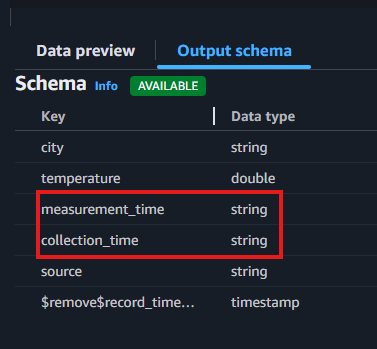 Data preview Output schema
Schema Info AVAILABLE
Key Data type
city string
temperature double
measurement_time string
collection_time string
source string
$remove$record_time... timestamp